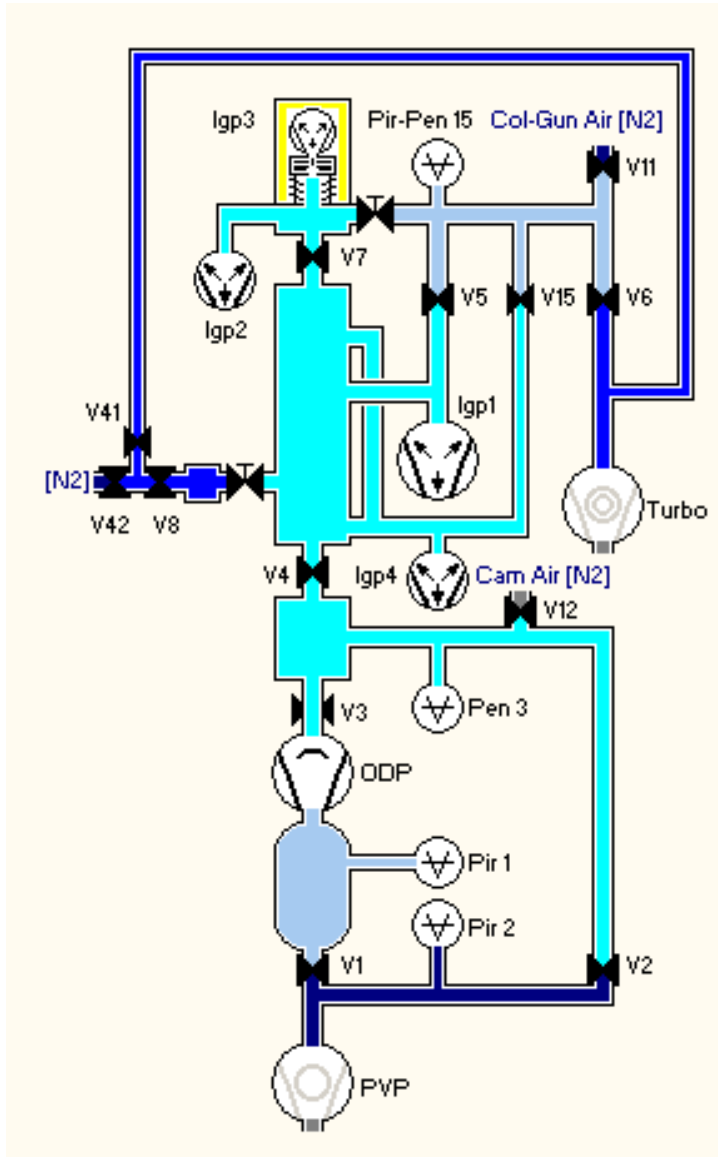 Igp3
Pir-Pen 15
Col-Gun Air [N2]
V11
V7
V5
V15
V6
Igp2
V41
Igp1
[N2]
V42
V8
Turbo
V4
Igp4
Cam Air [N2]
V12
V3
Pen 3
ODP
Pir 1
Pir 2
V1
V2
PVP